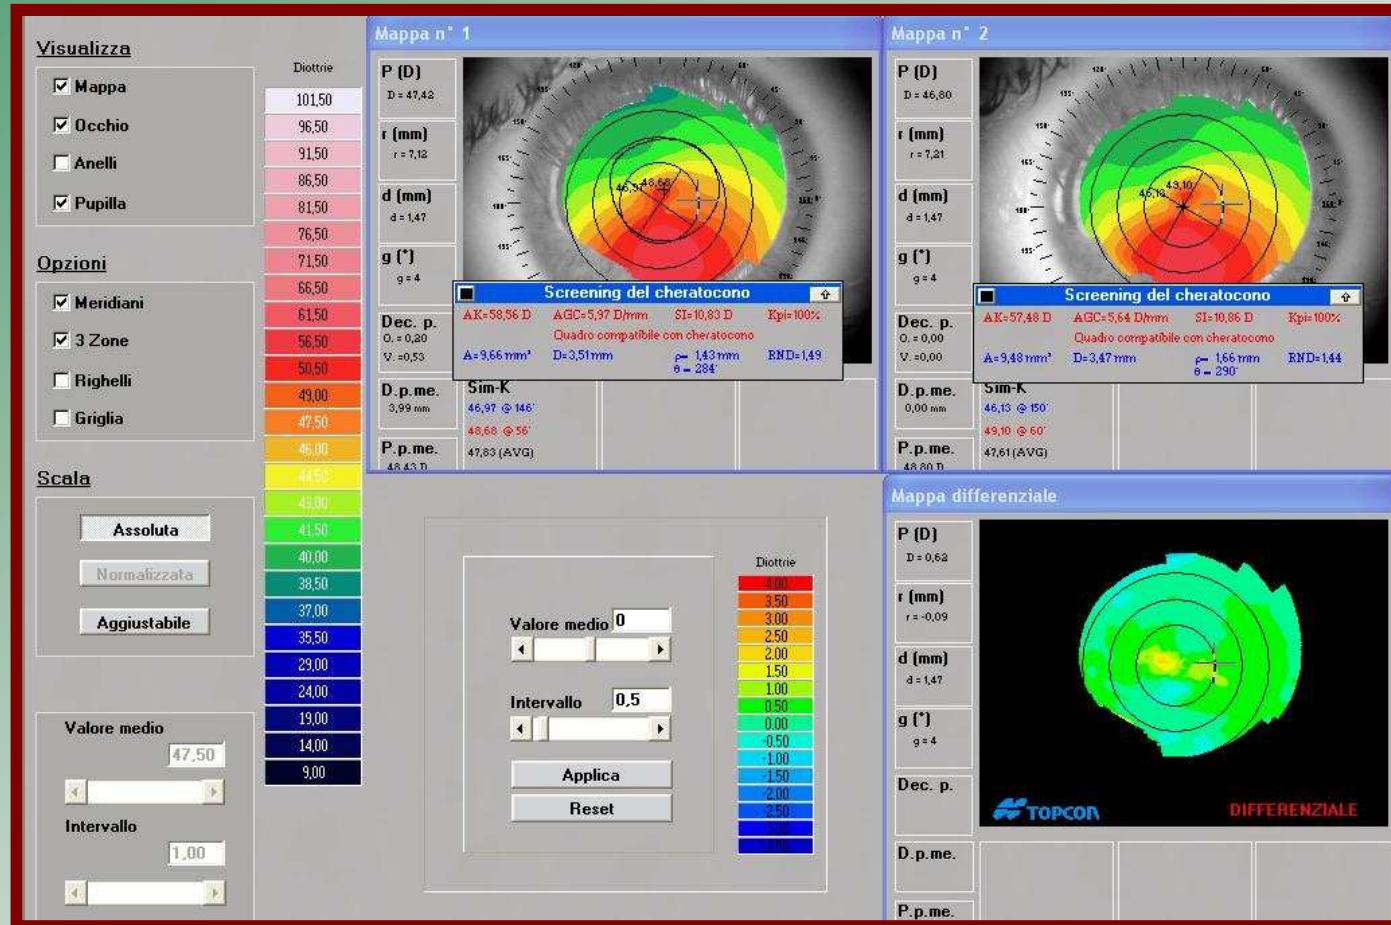 Visualizza
Mappa
Occhio
Anelli
Pupilla
Opzioni
Meridiani
3 Zone
Righelli
Griglia
Scala
Assoluta
Normalizzata
Aggiustabile
Valore medio
47,50
Intervallo
1,00
Diottrie
101,50
96,50
91,50
86,50
81,50
76,50
71,50
66,50
61,50
56,50
50,50
49,00
47,50
46,00
44,50
43,00
41,50
40,00
38,50
37,00
35,50
29,00
24,00
19,00
14,00
9,00
Mappa n° 1
P (D)
D = 47,42
r (mm)
r = 7,12
d (mm)
d = 1,47
g (°)
g = 4
Dec. p.
O. = 0,20
V. =0,53
D.p.me.
3,99 mm
P.p.me.
48,43 D
Screening del cheratocono
AK=58,56 D AGC=5,97 D/mm SI=10,83 D Kpi=100%
Quadro compatibile con cheratocono
A=9,66 mm² D=3,51 mm ρ= 1,43 mm RND=1,49
θ = 284°
Sim-K
46,97 @ 146°
48,68 @ 56°
47,83 (AVG)
Mappa n° 2
P (D)
D = 46,80
r (mm)
r = 7,21
d (mm)
d = 1,47
g (°)
g = 4
Dec. p.
O. = 0,00
V. =0,00
D.p.me.
0,00 mm
P.p.me.
48,80 D
Screening del cheratocono
AK=57,48 D AGC=5,64 D/mm SI=10,86 D Kpi=100%
Quadro compatibile con cheratocono
A=9,48 mm² D=3,47 mm ρ= 1,66 mm RND=1,44
θ = 290°
Sim-K
46,13 @ 150°
49,10 @ 60°
47,61 (AVG)
Valore medio 0
Intervallo 0,5
Applica
Reset
Diottrie
4.00
3.50
3.00
2.50
2.00
1.50
1.00
0.50
0.00
-0.50
-1.00
-1.50
-2.00
-2.50
Mappa differenziale
P (D)
D = 0,62
r (mm)
r = -0,09
d (mm)
d = 1,47
g (°)
g = 4
Dec. p.
D.p.me.
P.p.me.
TOPCON
DIFFERENZIALE